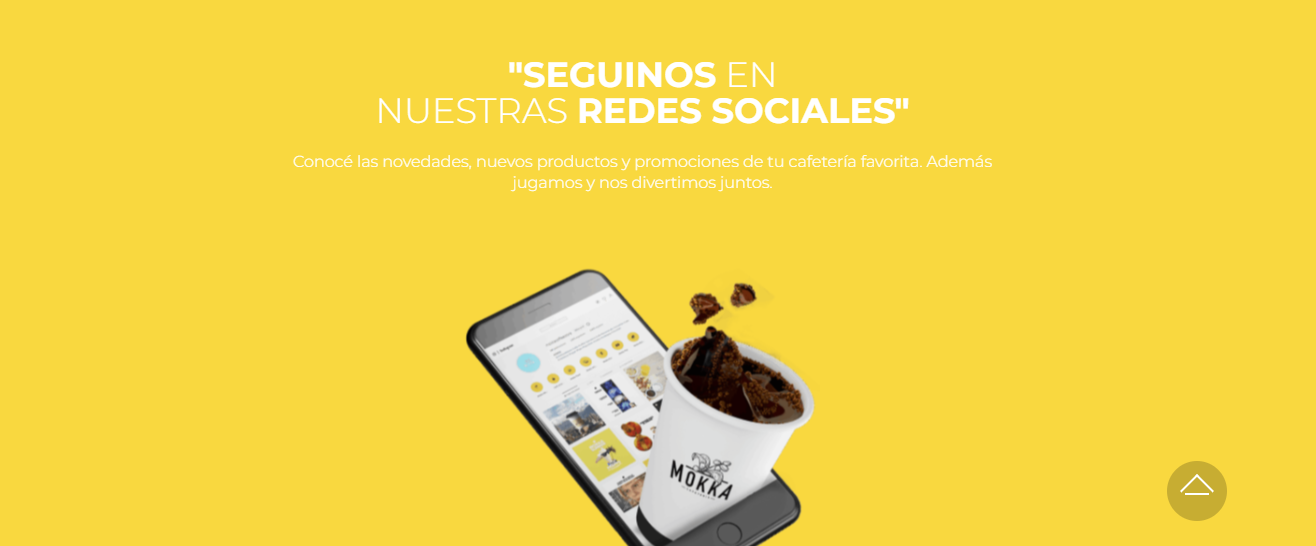 "SEGUINOS EN
NUESTRAS REDES SOCIALES"
Conocé las novedades, nuevos productos y promociones de tu cafetería favorita. Además
jugamos y nos divertimos juntos.
MOKKA